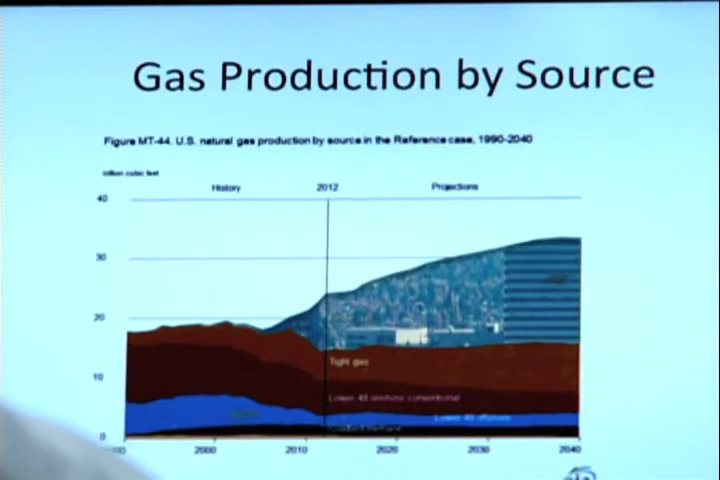 Gas Production by Source
Figure MT-44. U.S. natural gas production by source in the Reference case, 1990-2040
trillion cubic feet
History 2012 Projections
40
30
20
10
0
Tight gas
Lower 48 onshore conventional
Lower 48 offshore
2000 2010 2020 2030 2040